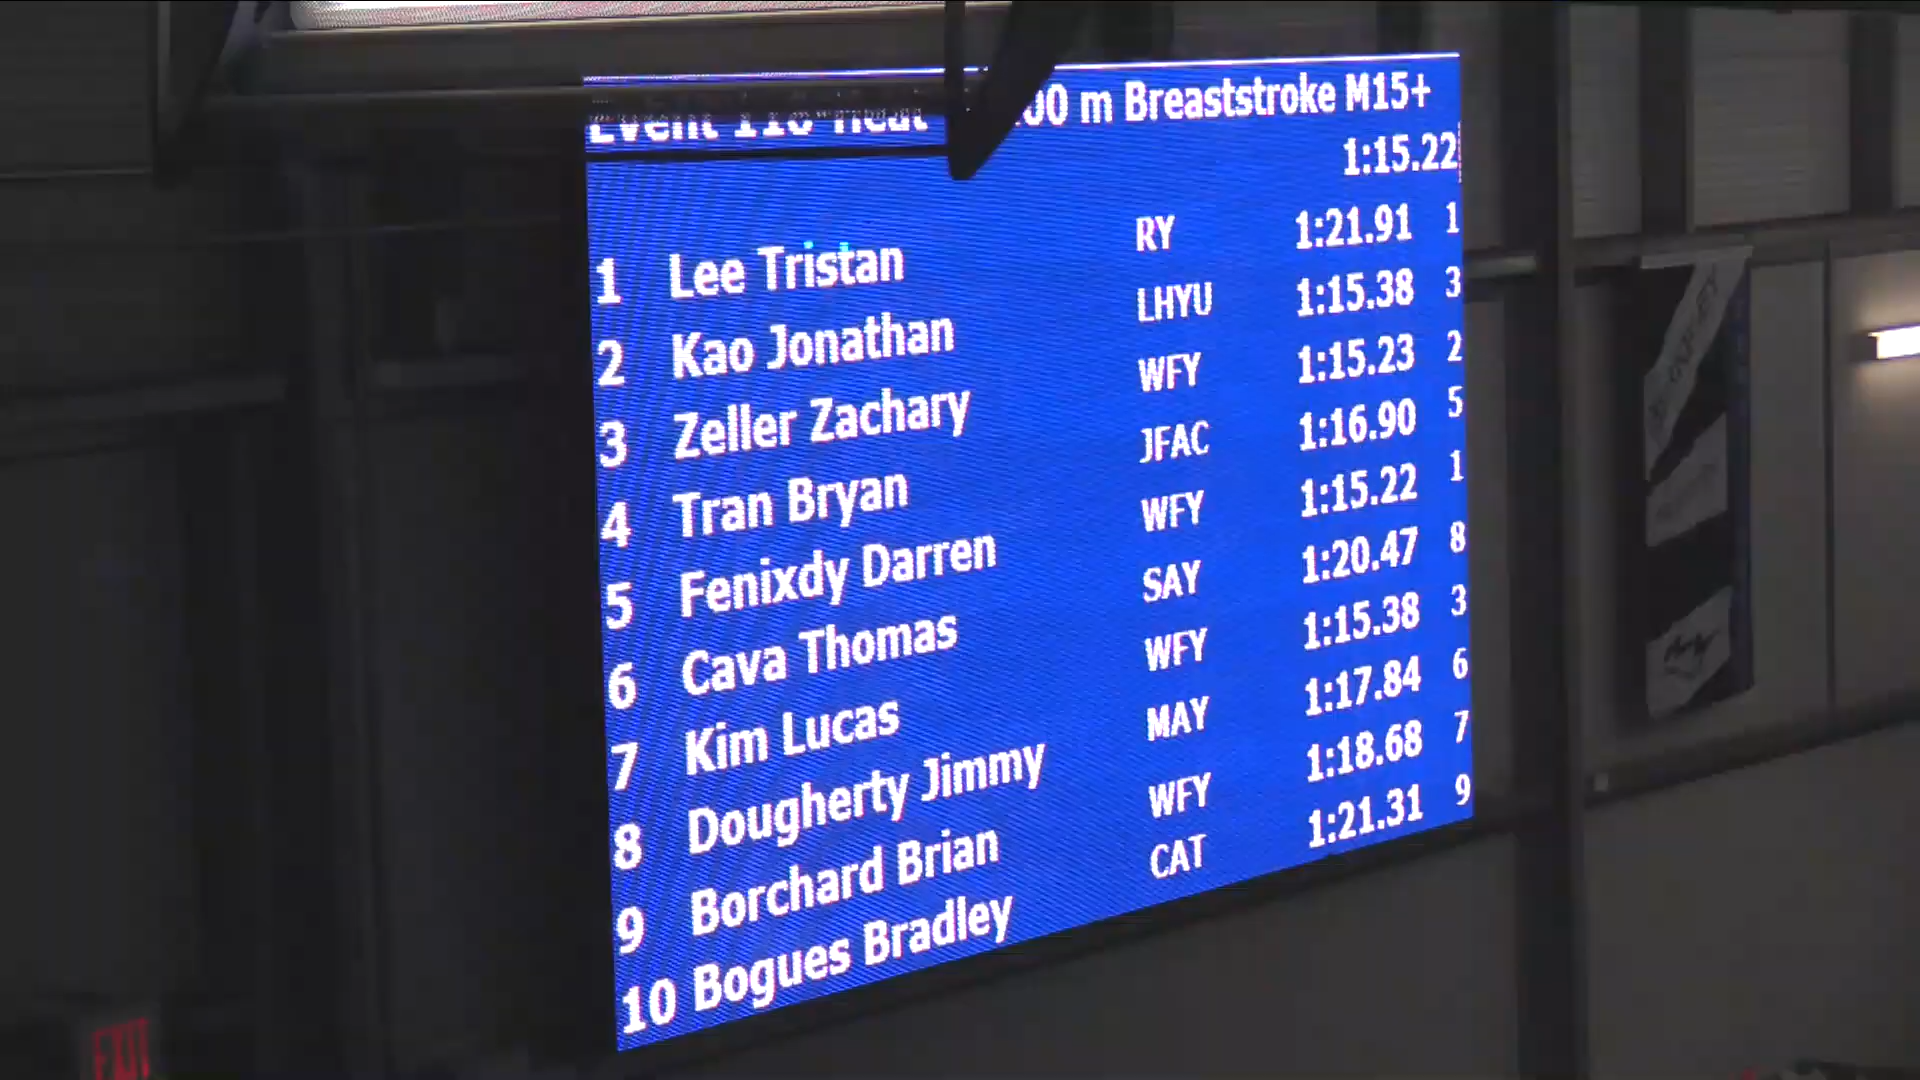 Event Heat 00 m Breaststroke M15+
1:15.22
1 Lee Tristan RY 1:21.91 1
2 Kao Jonathan LHYU 1:15.38 3
3 Zeller Zachary WFY 1:15.23 2
4 Tran Bryan JFAC 1:16.90 5
5 Fenixdy Darren WFY 1:15.22 1
6 Cava Thomas SAY 1:20.47 8
7 Kim Lucas WFY 1:15.38 3
8 Dougherty Jimmy MAY 1:17.84 6
9 Borchard Brian WFY 1:18.68 7
10 Bogues Bradley CAT 1:21.31 9
EXIT